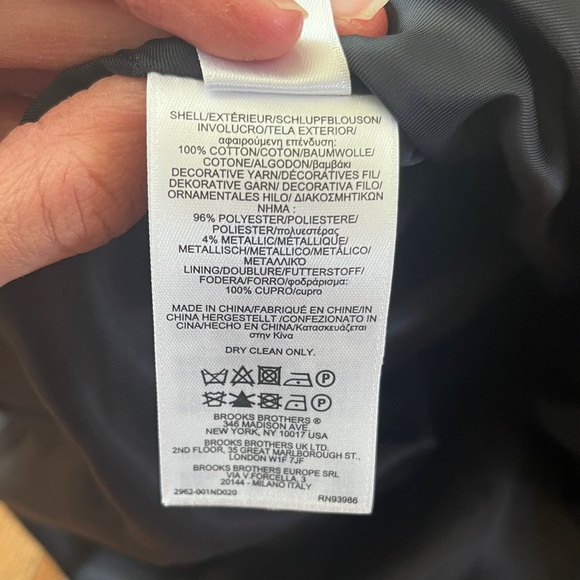 SHELL/EXTÉRIEUR/SCHLUPFBLOUSON/
INVOLUCRO/TELA EXTERIOR/
αφαιρούμενη επένδυση:
100% COTTON/COTON/BAUMWOLLE/
COTONE/ALGODON/βαμβάκι
DECORATIVE YARN/DÉCORATIVES FIL/
DEKORATIVE GARN/ DECORATIVA FILO/
ORNAMENTALES HILO/ ΔΙΑΚΟΣΜΗΤΙΚΩΝ
ΝΗΜΑ :
96% POLYESTER/POLIESTERE/
POLIESTER/πολυεστέρας
4% METALLIC/MÉTALLIQUE/
METALLISCH/METALLICO/METÁLICO/
ΜΕΤΑΛΛΙΚΌ
LINING/DOUBLURE/FUTTERSTOFF/
FODERA/FORRO/φοδράρισμα:
100% CUPRO/cupro
MADE IN CHINA/FABRIQUÉ EN CHINE/IN
CHINA HERGESTELLT /CONFEZIONATO IN
CINA/HECHO EN CHINA/Κατασκευάζεται
στην Κίνα
DRY CLEAN ONLY.
P
P
BROOKS BROTHERS ®
346 MADISON AVE
NEW YORK, NY 10017 USA
BROOKS BROTHERS UK LTD.
2ND FLOOR, 35 GREAT MARLBOROUGH ST.,
LONDON W1F 7JF
BROOKS BROTHERS EUROPE SRL
VIA V.FORCELLA, 3
20144 - MILANO ITALY
2962-001ND020 RN93986